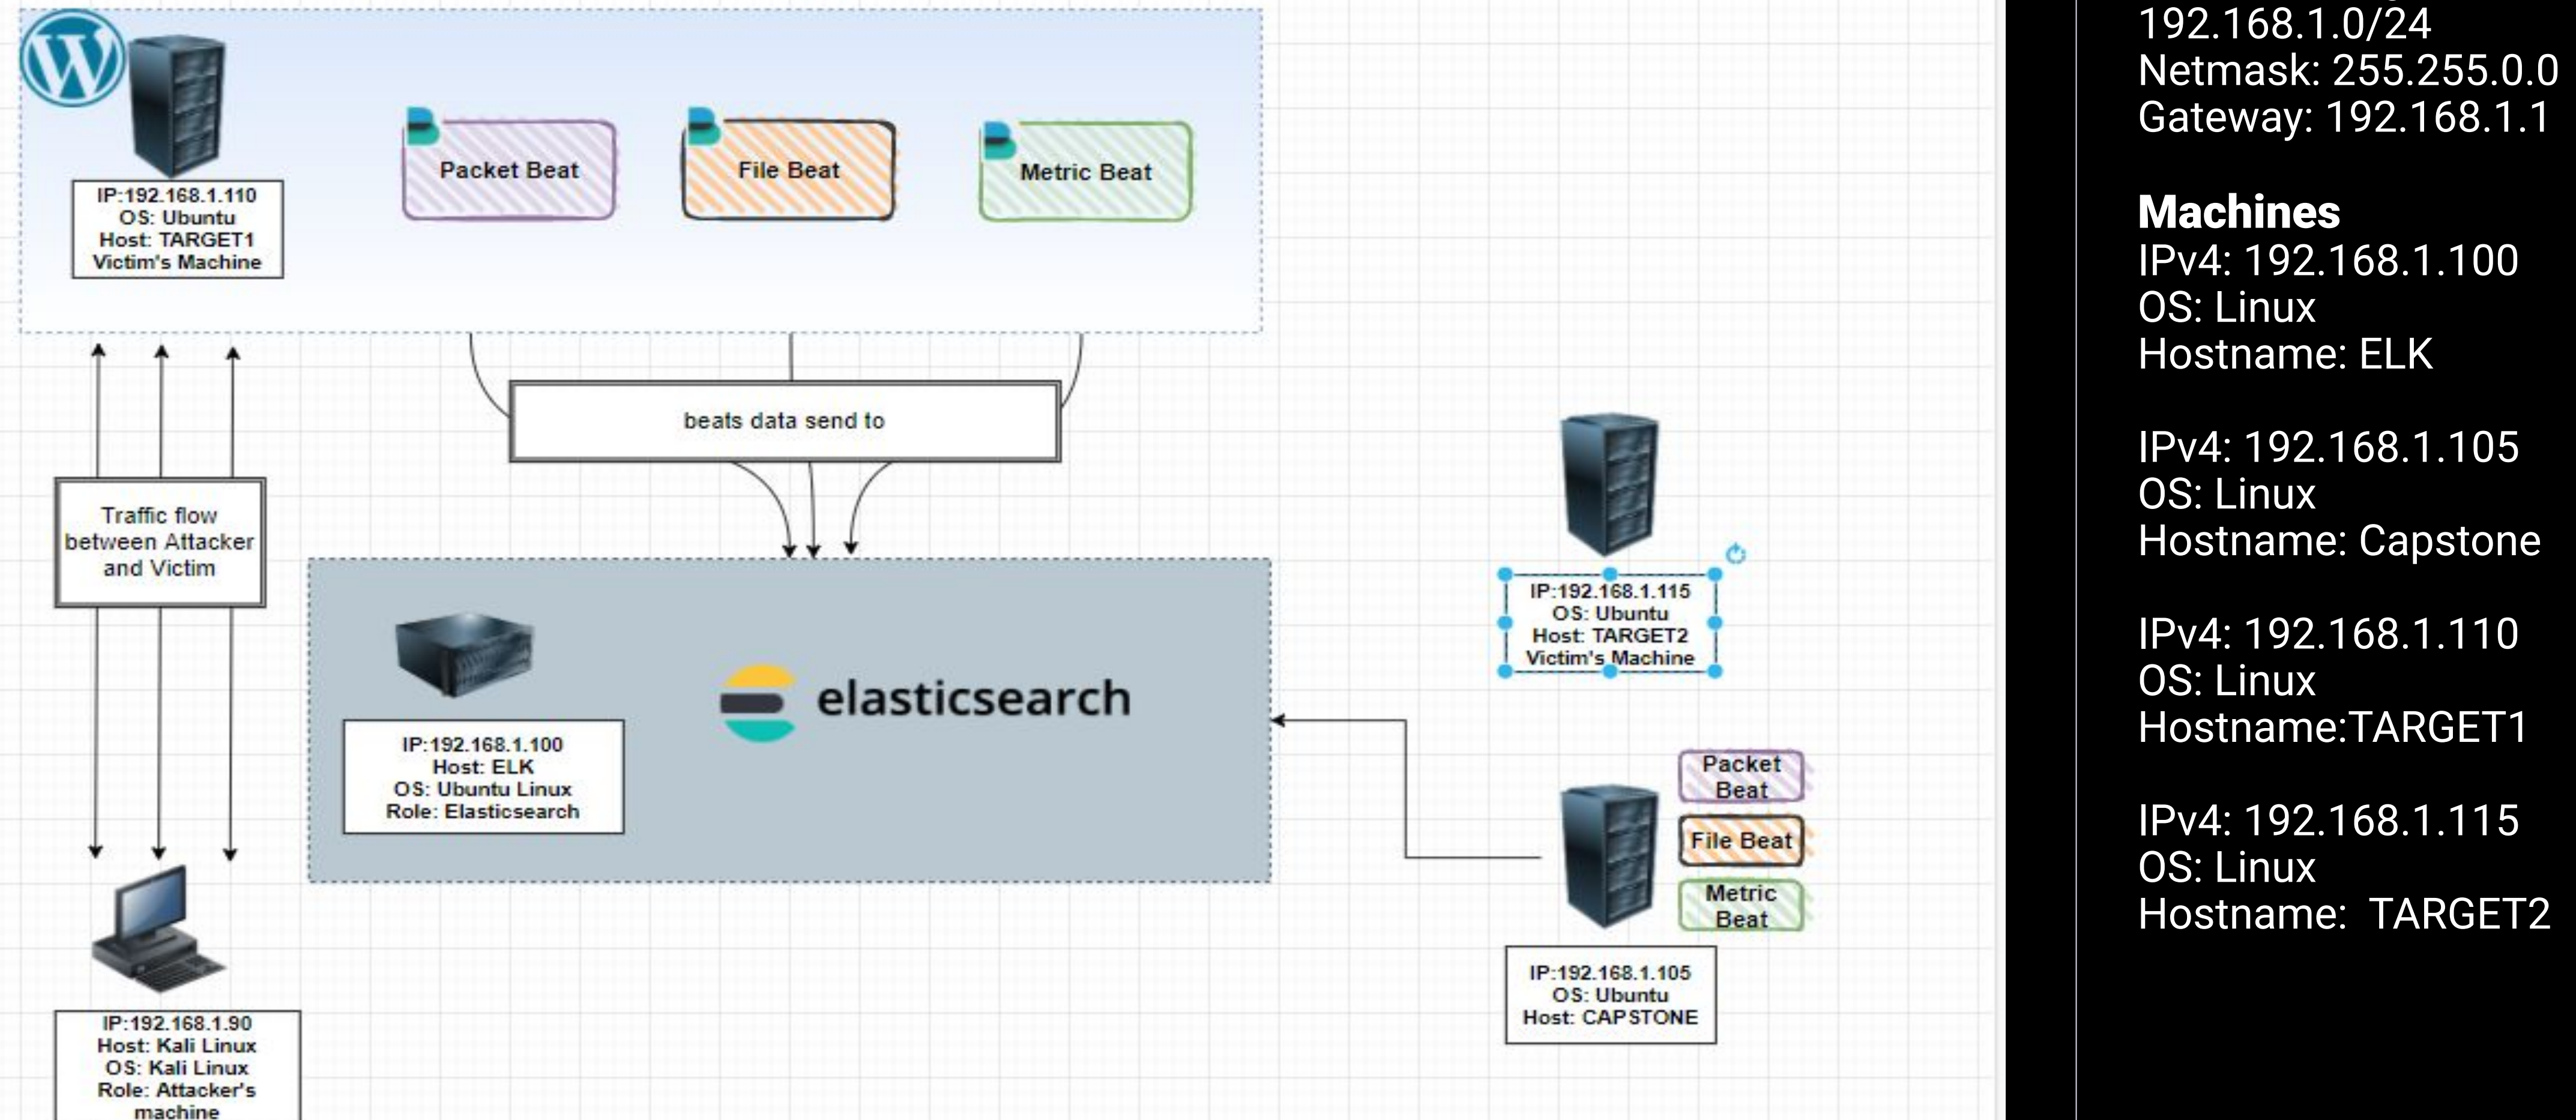 W
IP:192.168.1.110
OS: Ubuntu
Host: TARGET1
Victim's Machine
Packet Beat
File Beat
Metric Beat
beats data send to
Traffic flow
between Attacker
and Victim
elasticsearch
IP:192.168.1.100
Host: ELK
OS: Ubuntu Linux
Role: Elasticsearch
IP:192.168.1.90
Host: Kali Linux
OS: Kali Linux
Role: Attacker's
machine
IP:192.168.1.115
OS: Ubuntu
Host: TARGET2
Victim's Machine
Packet
Beat
File Beat
Metric
Beat
IP:192.168.1.105
OS: Ubuntu
Host: CAPSTONE
192.168.1.0/24
Netmask: 255.255.0.0
Gateway: 192.168.1.1
Machines
IPv4: 192.168.1.100
OS: Linux
Hostname: ELK
IPv4: 192.168.1.105
OS: Linux
Hostname: Capstone
IPv4: 192.168.1.110
OS: Linux
Hostname:TARGET1
IPv4: 192.168.1.115
OS: Linux
Hostname:  TARGET2